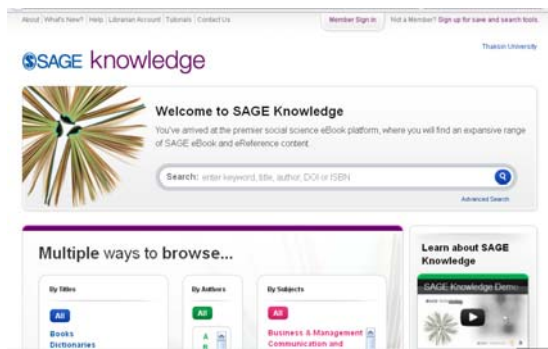 About What's New? Help Librarian Account Tutorials Contact Us
Member Sign in
Not a Member? Sign up for save and search tools.
Thaksin University
SAGE knowledge
Welcome to SAGE Knowledge
You've arrived at the premier social science eBook platform, where you will find an expansive range
of SAGE eBook and eReference content.
Search: enter keyword, title, author, DOI or ISBN
Advanced Search
Multiple ways to browse...
By Titles
All
Books
Dictionaries
By Authors
All
A
By Subjects
All
Business & Management
Communication and
Learn about SAGE
Knowledge
SAGE Knowledge Demo